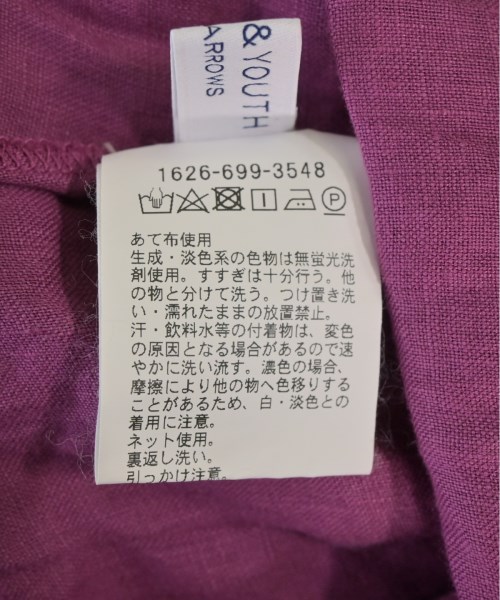 & YOUTH
ARROWS
1626-699-3548
あて布使用
生成・淡色系の色物は無蛍光洗
剤使用。すすぎは十分行う。他
の物と分けて洗う。つけ置き洗
い・濡れたままの放置禁止。
汗・飲料水等の付着物は、変色
の原因となる場合があるので速
やかに洗い流す。濃色の場合、
摩擦により他の物へ色移りする
ことがあるため、白・淡色との
着用に注意。
ネット使用。
裏返し洗い。
引っかけ注意。